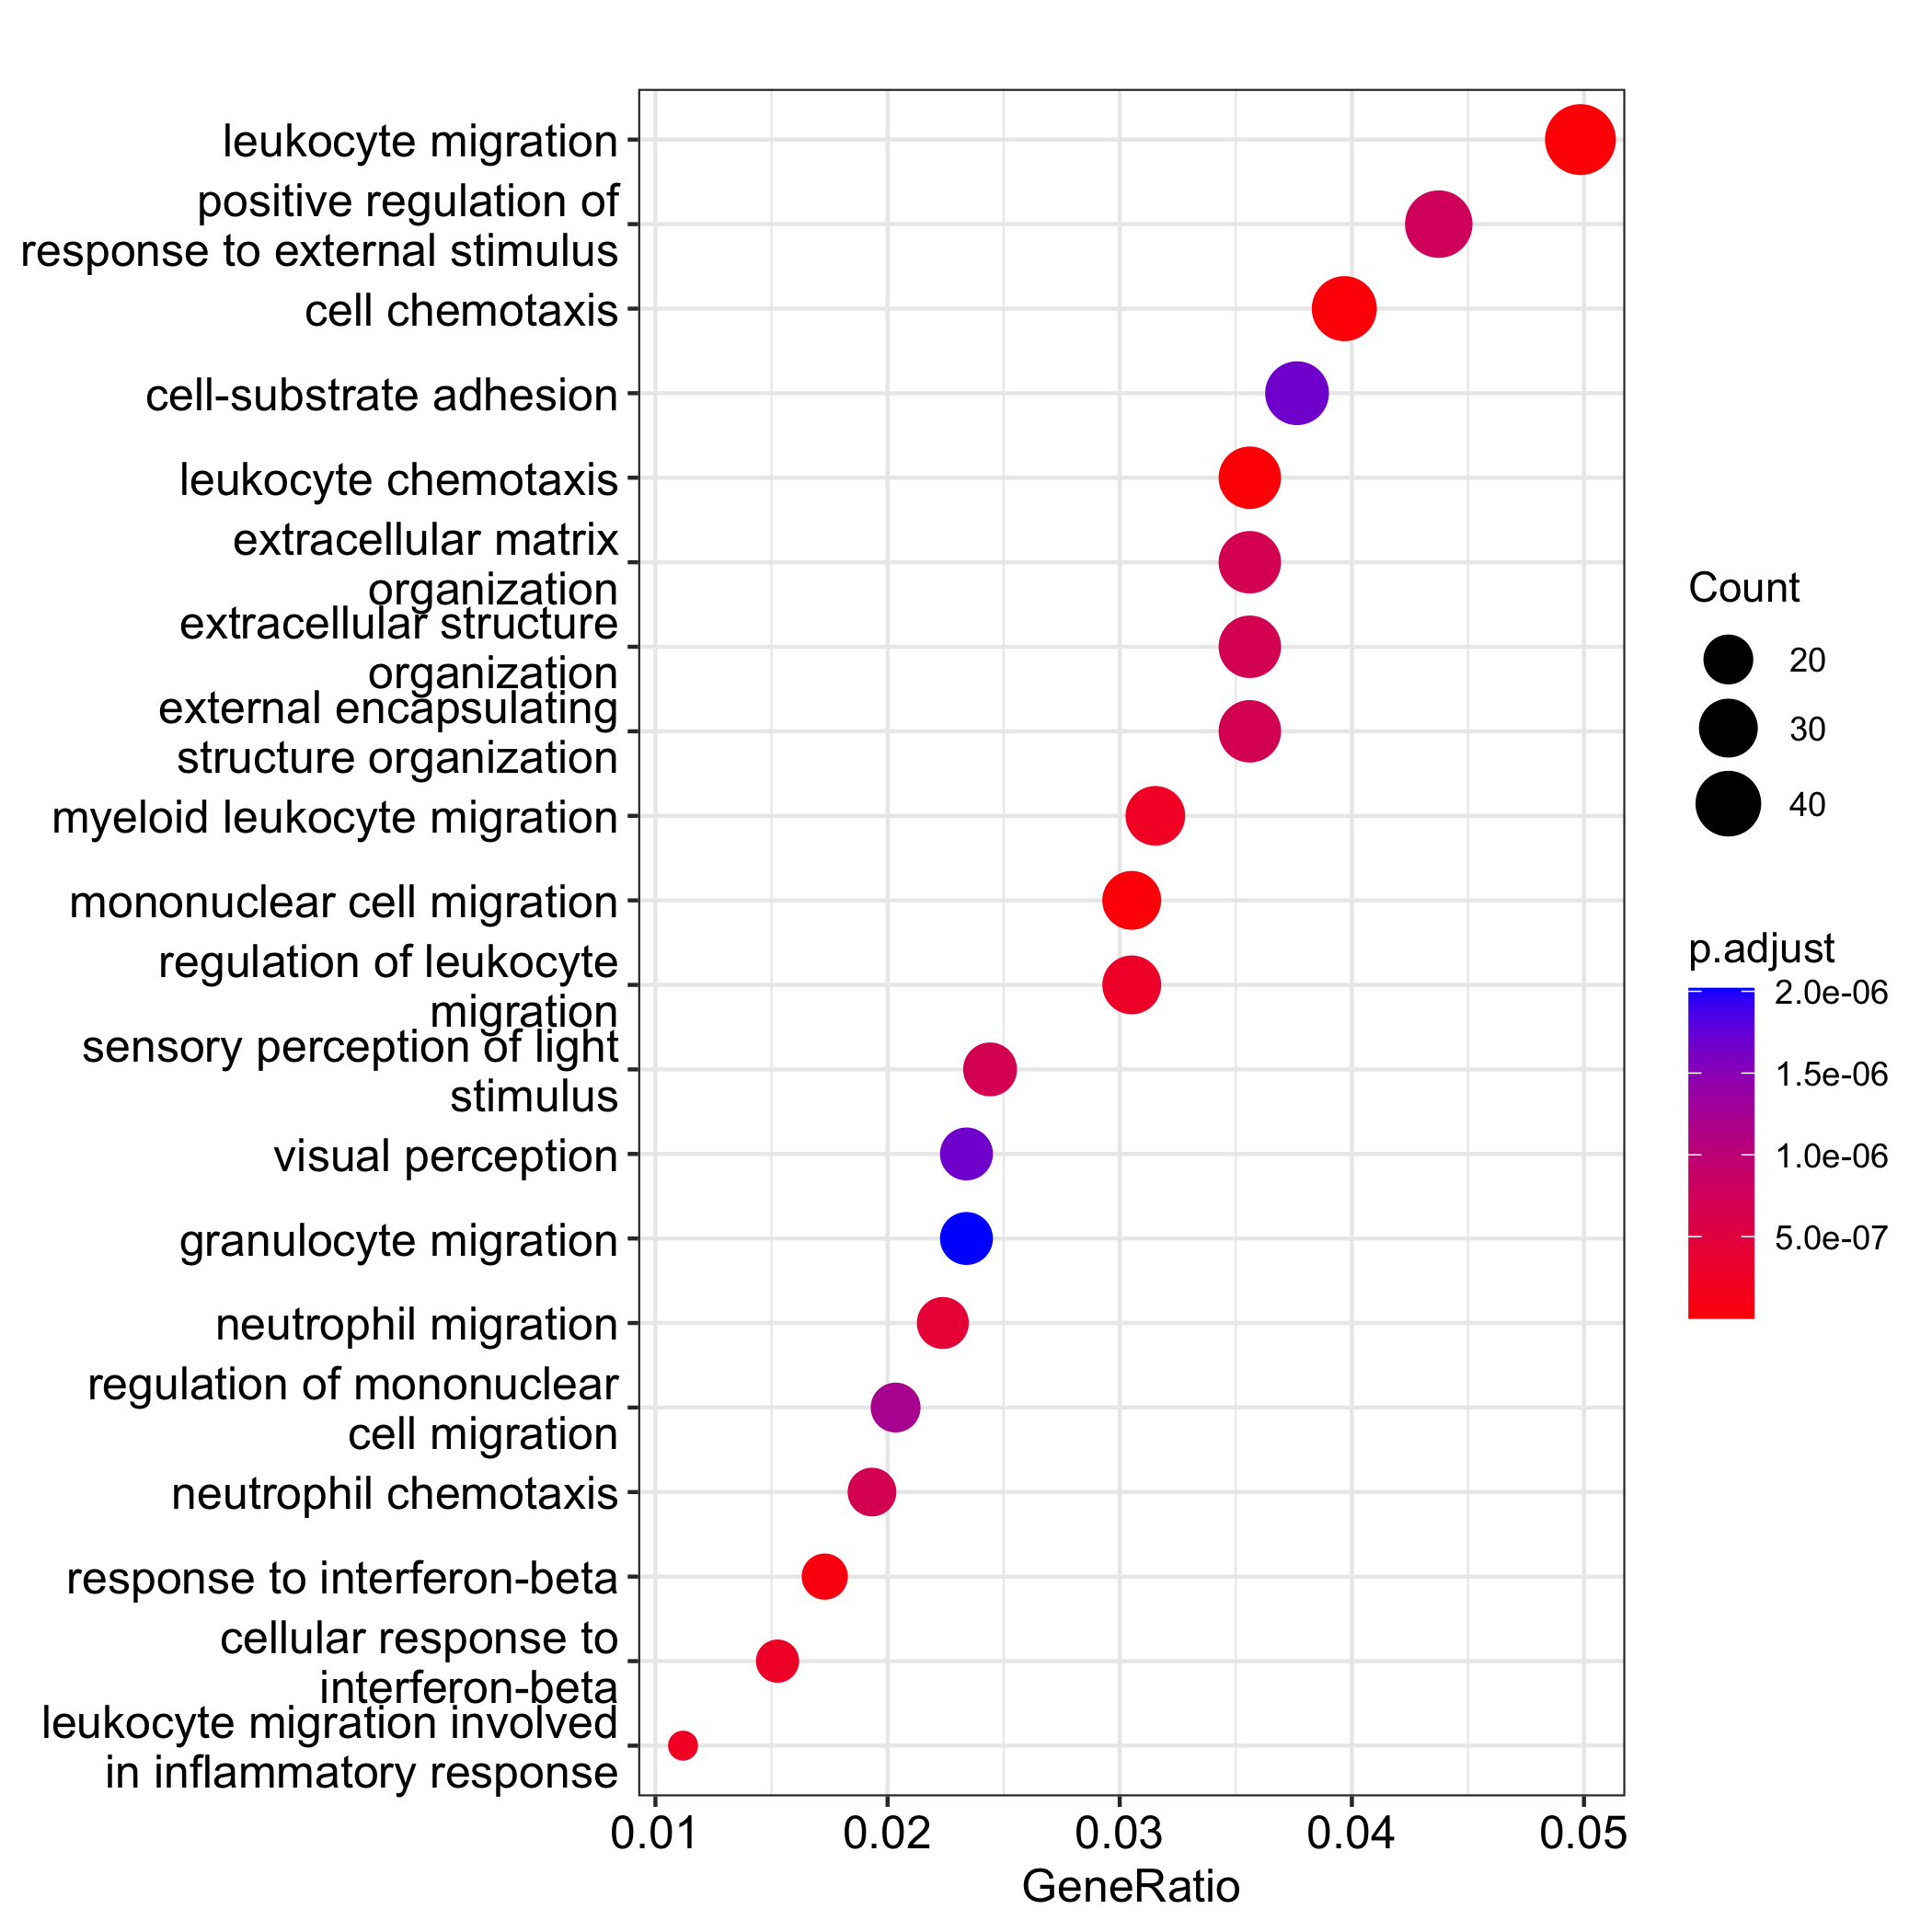 leukocyte migration
positive regulation of
response to external stimulus
cell chemotaxis
cell-substrate adhesion
leukocyte chemotaxis
extracellular matrix
organization
extracellular structure
organization
external encapsulating
structure organization
myeloid leukocyte migration
mononuclear cell migration
regulation of leukocyte
migration
sensory perception of light
stimulus
visual perception
granulocyte migration
neutrophil migration
regulation of mononuclear
cell migration
neutrophil chemotaxis
response to interferon-beta
cellular response to
interferon-beta
leukocyte migration involved
in inflammatory response
0.01 0.02 0.03 0.04 0.05
GeneRatio
Count
20
30
40
p.adjust
2.0e-06
1.5e-06
1.0e-06
5.0e-07